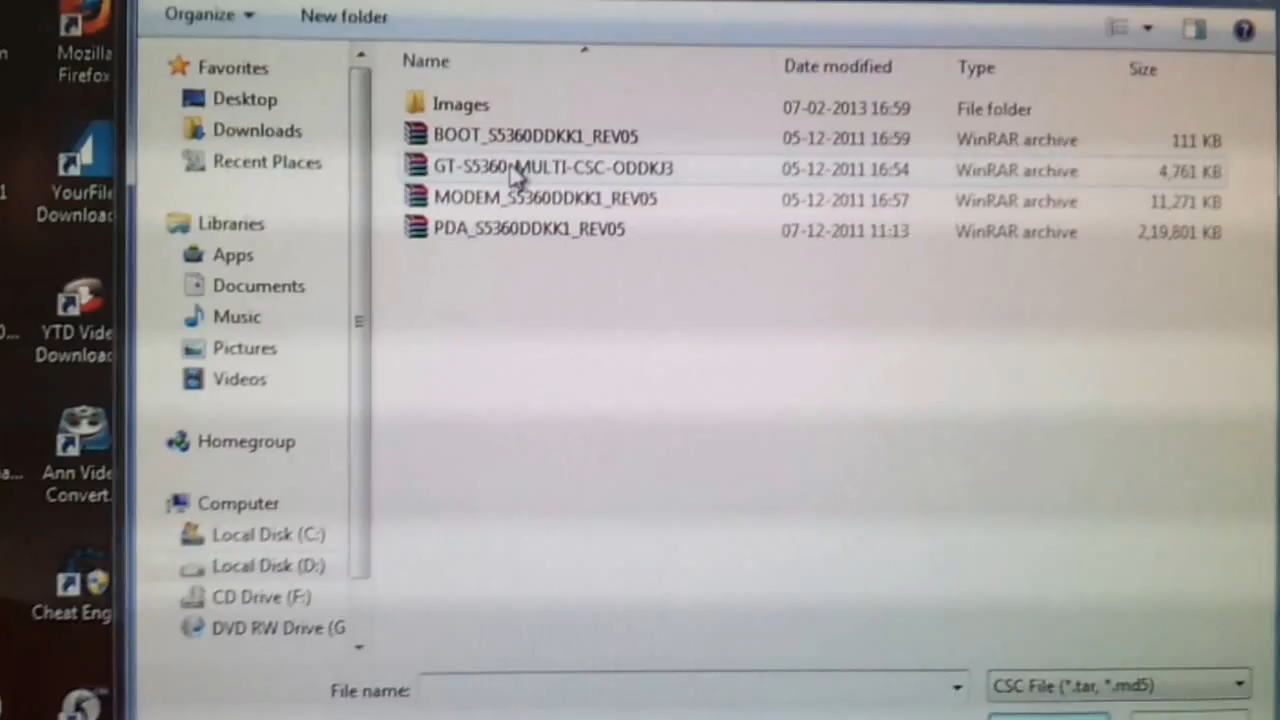 Organize
New folder
Mozilla
Firefox
YourFile
Downloa
YTD Vide
Downloa
Ann Vide
Convert
Cheat Eng
Favorites
Desktop
Downloads
Recent Places
Libraries
Apps
Documents
Music
Pictures
Videos
Homegroup
Computer
Local Disk (C:)
Local Disk (D:)
CD Drive (F:)
DVD RW Drive (G
Name Date modified Type Size
Images 07-02-2013 16:59 File folder
BOOT_S5360DDKK1_REV05 05-12-2011 16:59 WinRAR archive 111 KB
GT-S5360-MULTI-CSC-ODDKJ3 05-12-2011 16:54 WinRAR archive 4,761 KB
MODEM_S5360DDKK1_REV05 05-12-2011 16:57 WinRAR archive 11,271 KB
PDA_S5360DDKK1_REV05 07-12-2011 11:13 WinRAR archive 2,19,801 KB
File name:
CSC File (*.tar, *.md5)